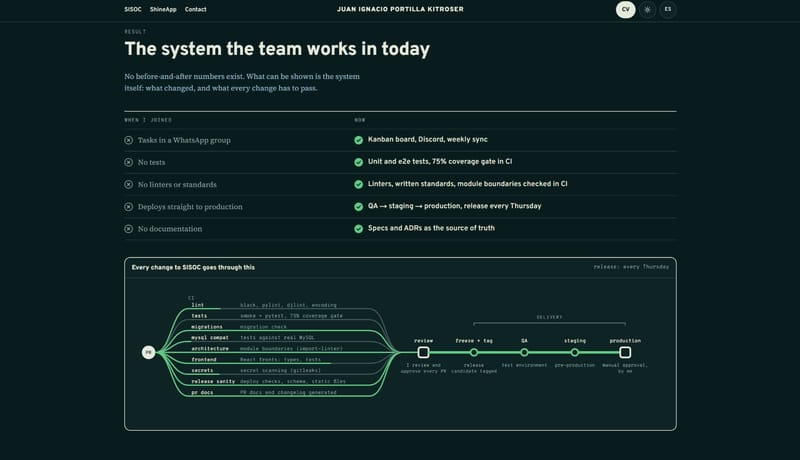 SISOC ShineApp Contact JUAN IGNACIO PORTILLA KITROSER CV ES
RESULT
The system the team works in today
No before-and-after numbers exist. What can be shown is the system
itself: what changed, and what every change has to pass.
WHEN I JOINED NOW
Tasks in a WhatsApp group Kanban board, Discord, weekly sync
No tests Unit and e2e tests, 75% coverage gate in CI
No linters or standards Linters, written standards, module boundaries checked in CI
Deploys straight to production QA → staging → production, release every Thursday
No documentation Specs and ADRs as the source of truth
Every change to SISOC goes through this release: every Thursday
CI
lint black, pylint, djlint, encoding
tests smoke + pytest, 75% coverage gate
migrations migration check
mysql compat tests against real MySQL
architecture module boundaries (import-linter)
frontend React fronts: types, tests
secrets secret scanning (gitleaks)
release sanity deploy checks, schema, static files
pr docs PR docs and changelog generated
PR
DELIVERY
review freeze + tag QA staging production
I review and release test environment pre-production manual approval,
approve every PR candidate tagged by me